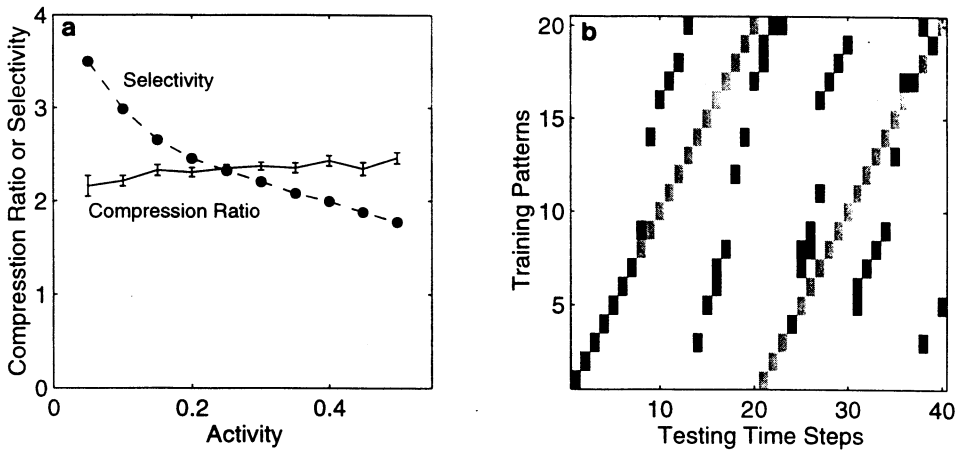 a
Compresstion Ratio or Selectivity
4
3
2
1
0
Selectivity
Compression Ratio
0
0.2
0.4
Activity
b
Training Patterns
20
15
10
5
10
20
30
40
Testing Time Steps